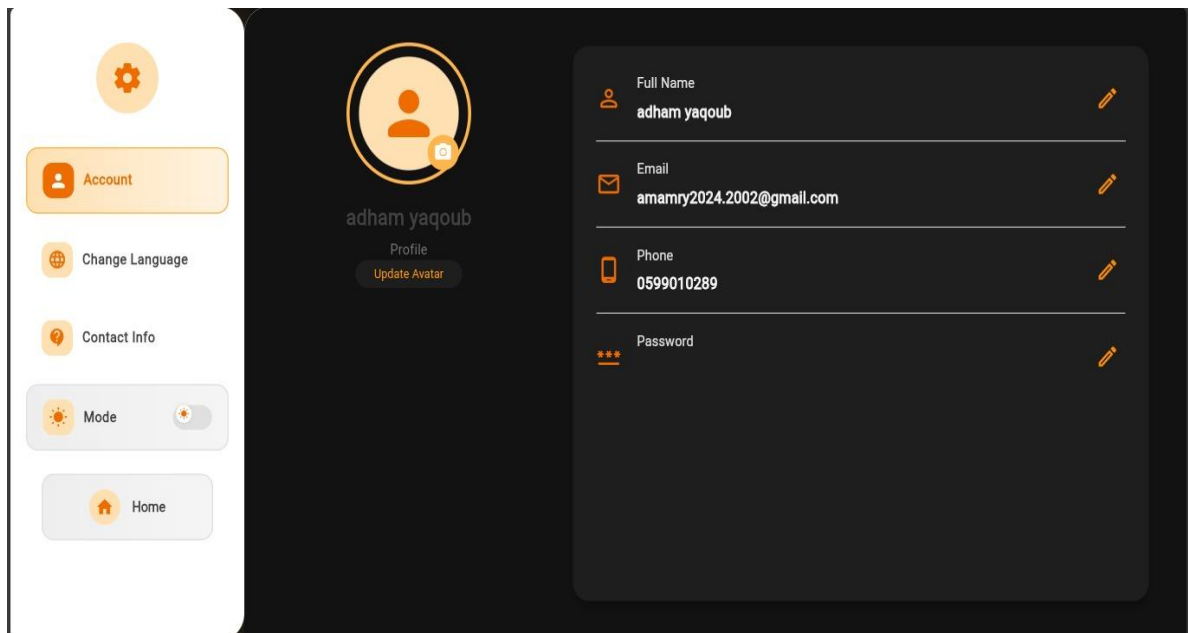 Account
Change Language
Contact Info
Mode
Home
adham yaqoub
Profile
Update Avatar
Full Name
adham yaqoub
Email
amamry2024.2002@gmail.com
Phone
0599010289
Password
***